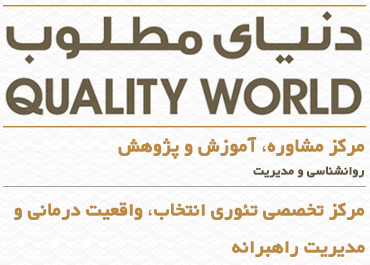 دنیای مطلوب
QUALITY WORLD
مرکز مشاوره، آموزش و پژوهش
روانشناسی و مدیریت
مرکز تخصصی تئوری انتخاب، واقعیت درمانی و
مدیریت راهبرانه